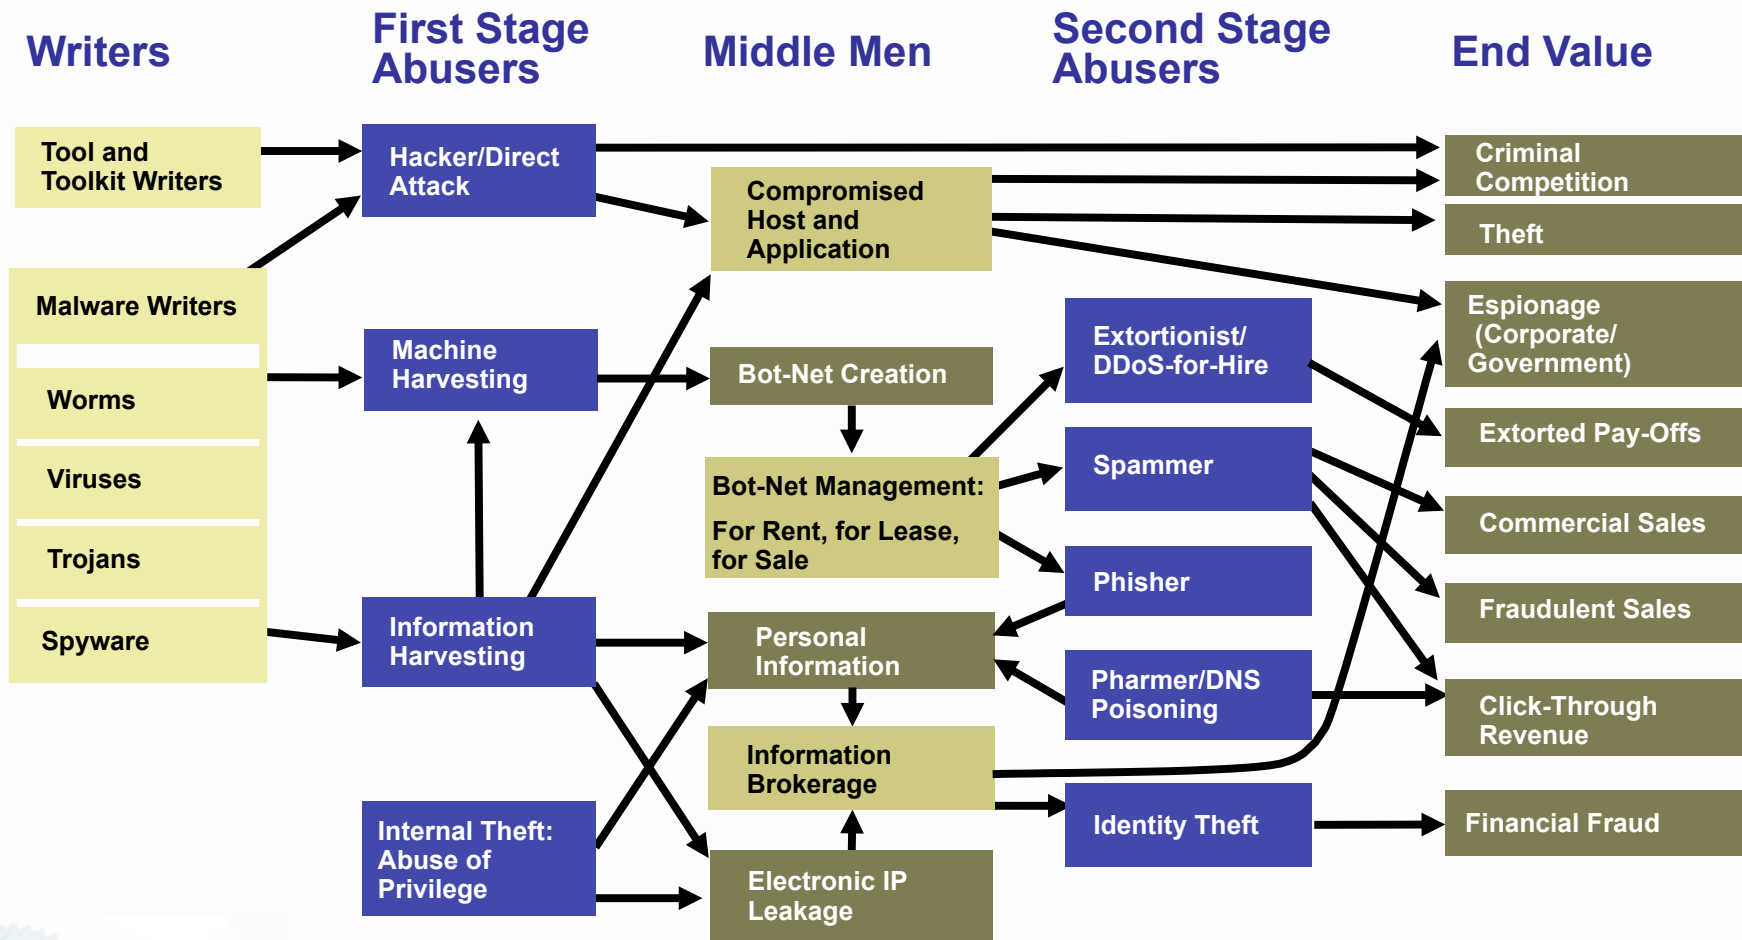 Writers
First Stage
Abusers
Middle Men
Second Stage
Abusers
End Value
Tool and
Toolkit Writers
Malware Writers
Worms
Viruses
Trojans
Spyware
Hacker/Direct
Attack
Machine
Harvesting
Information
Harvesting
Internal Theft:
Abuse of
Privilege
Compromised
Host and
Application
Bot-Net Creation
Bot-Net Management:
For Rent, for Lease,
for Sale
Personal
Information
Information
Brokerage
Electronic IP
Leakage
Extortionist/
DDoS-for-Hire
Spammer
Phisher
Pharmer/DNS
Poisoning
Identity Theft
Criminal
Competition
Theft
Espionage
(Corporate/
Government)
Extorted Pay-Offs
Commercial Sales
Fraudulent Sales
Click-Through
Revenue
Financial Fraud